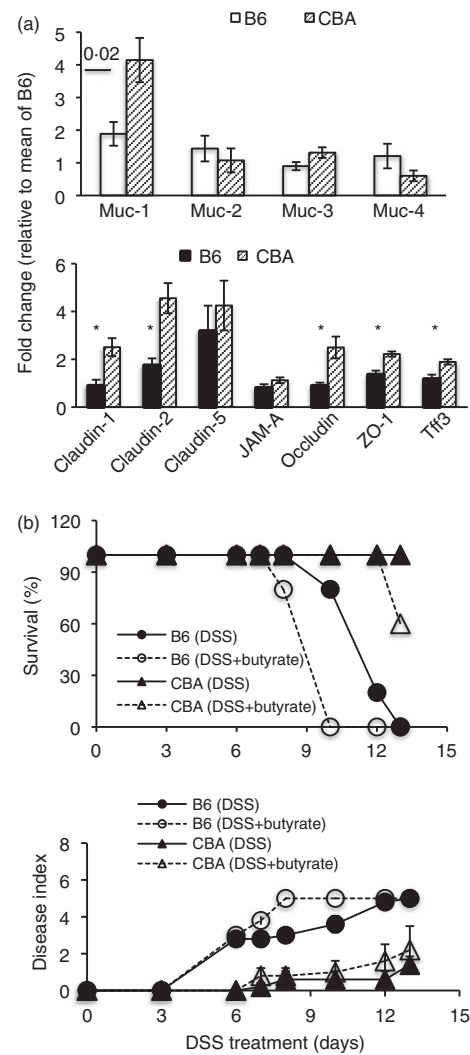 (a)
B6 CBA
Fold change (relative to mean of B6)
5
4
3
2
1
0
0·02
Muc-1 Muc-2 Muc-3 Muc-4
B6 CBA
6
4
2
0
* * * * *
Claudin-1 Claudin-2 Claudin-5 JAM-A Occludin ZO-1 Tff3
(b)
Survival (%)
120
90
60
30
0
B6 (DSS)
B6 (DSS+butyrate)
CBA (DSS)
CBA (DSS+butyrate)
0 3 6 9 12 15
B6 (DSS)
B6 (DSS+butyrate)
CBA (DSS)
CBA (DSS+butyrate)
Disease index
8
6
4
2
0
0 3 6 9 12 15
DSS treatment (days)